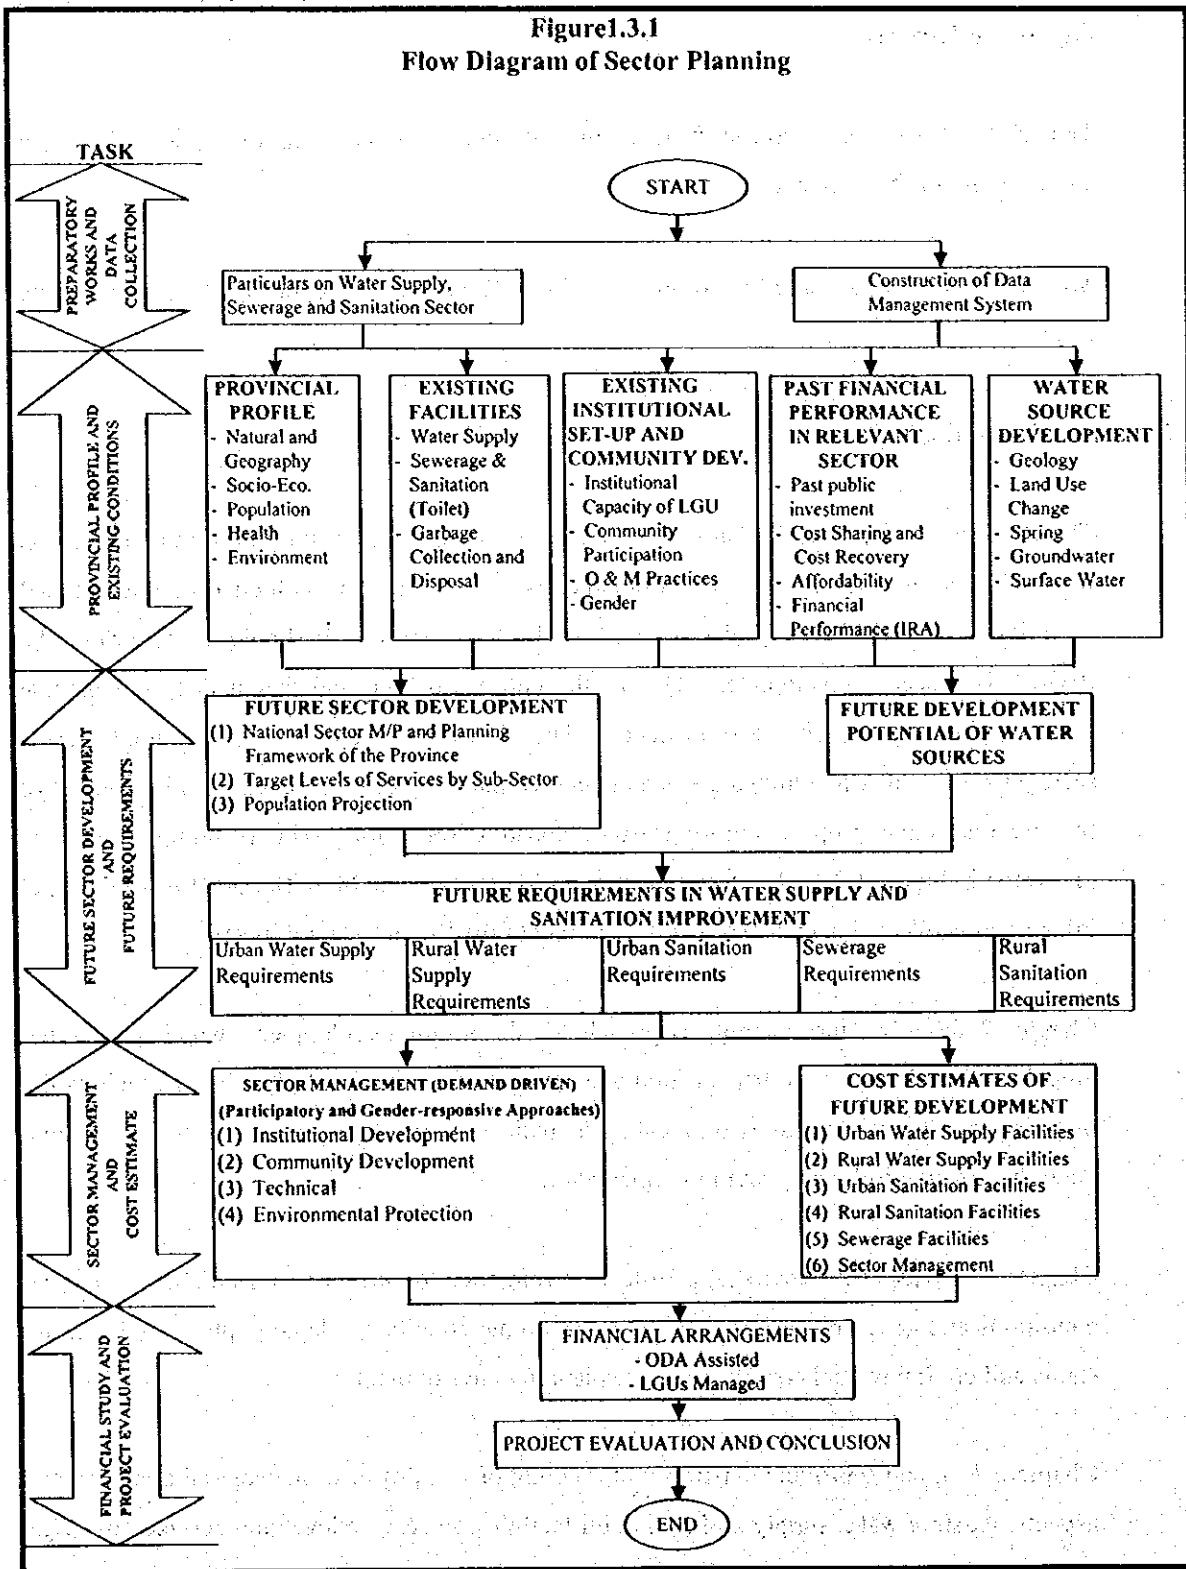 Figure1.3.1
Flow Diagram of Sector Planning
TASK
PREPARATORY
WORKS AND
DATA
COLLECTION
START
Particulars on Water Supply,
Sewerage and Sanitation Sector
Construction of Data
Management System
PROVINCIAL PROFILE AND
EXISTING CONDITIONS
PROVINCIAL
PROFILE
- Natural and
Geography
- Socio-Eco.
- Population
- Health
- Environment
EXISTING
FACILITIES
- Water Supply
- Sewerage &
Sanitation
(Toilet)
- Garbage
Collection and
Disposal
EXISTING
INSTITUTIONAL
SET-UP AND
COMMUNITY DEV.
- Institutional
Capacity of LGU
- Community
Participation
- O & M Practices
- Gender
PAST FINANCIAL
PERFORMANCE
IN RELEVANT
SECTOR
- Past public
investment
- Cost Sharing and
Cost Recovery
- Affordability
- Financial
Performance (IRA)
WATER
SOURCE
DEVELOPMENT
- Geology
- Land Use
Change
- Spring
- Groundwater
- Surface Water
FUTURE SECTOR DEVELOPMENT
AND
FUTURE REQUIREMENTS
FUTURE SECTOR DEVELOPMENT
(1) National Sector M/P and Planning
Framework of the Province
(2) Target Levels of Services by Sub-Sector
(3) Population Projection
FUTURE DEVELOPMENT
POTENTIAL OF WATER
SOURCES
FUTURE REQUIREMENTS IN WATER SUPPLY AND
SANITATION IMPROVEMENT
Urban Water Supply
Requirements
Rural Water
Supply
Requirements
Urban Sanitation
Requirements
Sewerage
Requirements
Rural
Sanitation
Requirements
SECTOR MANAGEMENT
AND
COST ESTIMATE
SECTOR MANAGEMENT (DEMAND DRIVEN)
(Participatory and Gender-responsive Approaches)
(1) Institutional Development
(2) Community Development
(3) Technical
(4) Environmental Protection
COST ESTIMATES OF
FUTURE DEVELOPMENT
(1) Urban Water Supply Facilities
(2) Rural Water Supply Facilities
(3) Urban Sanitation Facilities
(4) Rural Sanitation Facilities
(5) Sewerage Facilities
(6) Sector Management
FINANCIAL STUDY AND
PROJECT EVALUATION
FINANCIAL ARRANGEMENTS
- ODA Assisted
- LGUs Managed
PROJECT EVALUATION AND CONCLUSION
END